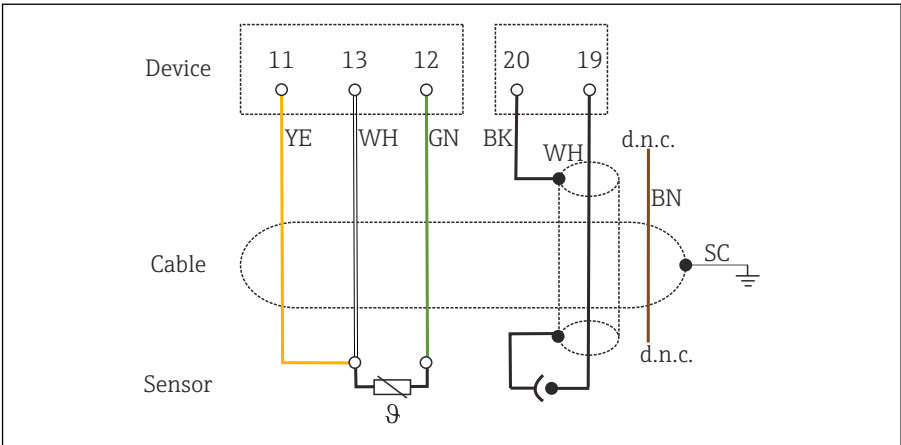 Device
11 13 12 20 19
YE WH GN BK WH d.n.c.
BN
Cable
SC
d.n.c.
Sensor
ϑ